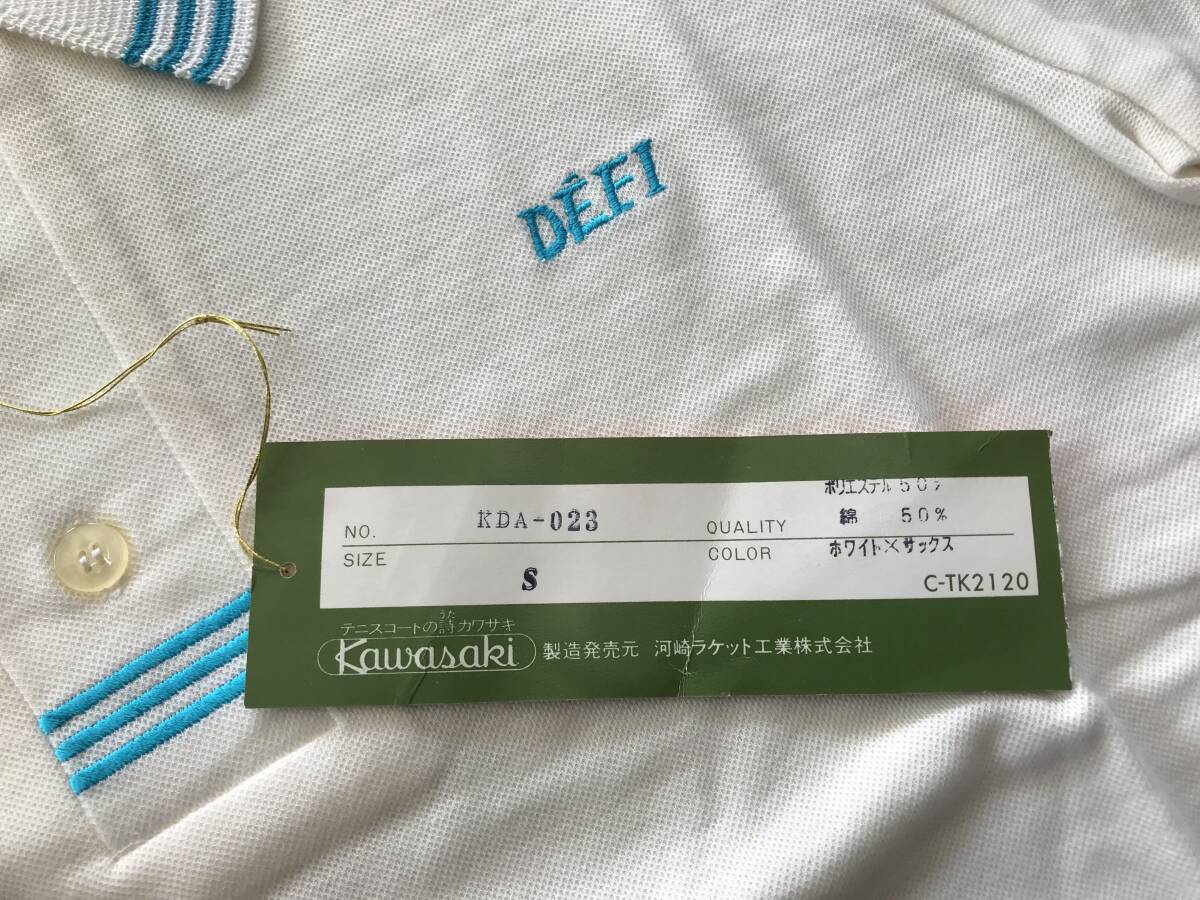 DÊFI
NO. KDA-023
SIZE S
QUALITY ポリエステル 50%
綿 50%
COLOR ホワイト×サックス
C-TK2120
テニスコートの詩うたカワサキ
Kawasaki 製造発売元 河崎ラケット工業株式会社